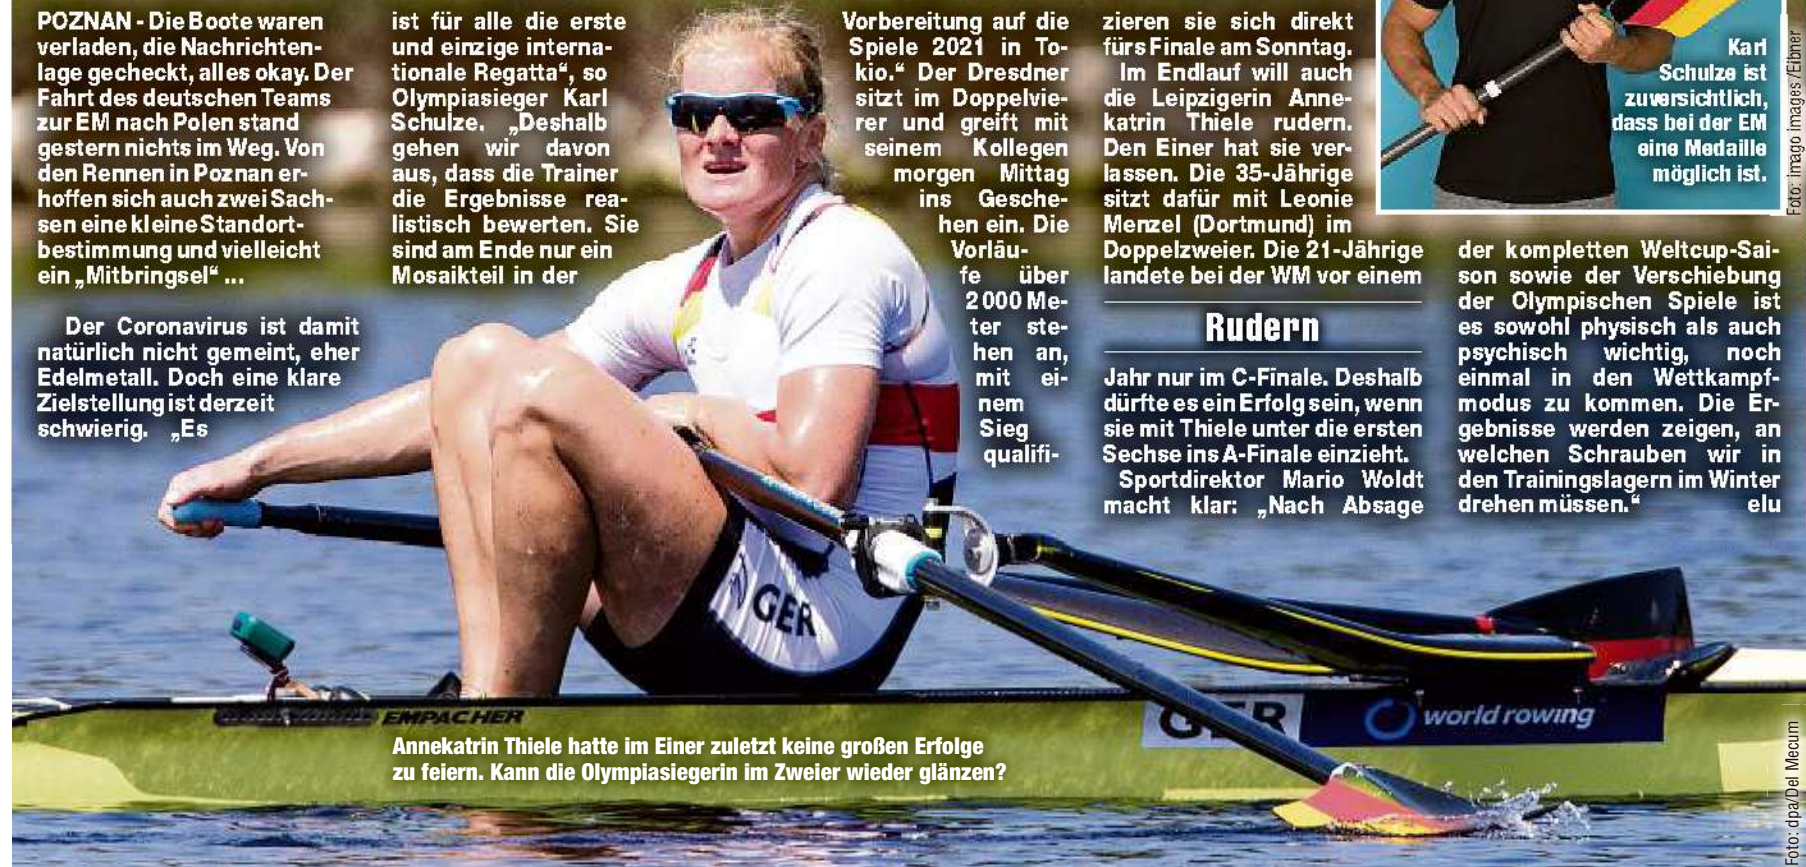 POZNAN - Die Boote waren
verladen, die Nachrichten-
lage gecheckt, alles okay. Der
Fahrt des deutschen Teams
zur EM nach Polen stand
gestern nichts im Weg. Von
den Rennen in Poznan er-
hoffen sich auch zwei Sach-
sen eine kleine Standort-
bestimmung und vielleicht
ein „Mitbringsel“ ...
Der Coronavirus ist damit
natürlich nicht gemeint, eher
Edelmetall. Doch eine klare
Zielstellung ist derzeit
schwierig. „Es
ist für alle die erste
und einzige interna-
tionale Regatta“, so
Olympiasieger Karl
Schulze. „Deshalb
gehen wir davon
aus, dass die Trainer
die Ergebnisse rea-
listisch bewerten. Sie
sind am Ende nur ein
Mosaikteil in der
Vorbereitung auf die
Spiele 2021 in To-
kio.“ Der Dresdner
sitzt im Doppelvie-
rer und greift mit
seinem Kollegen
morgen Mittag
ins Gesche-
hen ein. Die
Vorläu-
fe über
2000 Me-
ter ste-
hen an,
mit ei-
nem
Sieg
qualifi-
zieren sie sich direkt
fürs Finale am Sonntag.
Im Endlauf will auch
die Leipzigerin Anne-
katrin Thiele rudern.
Den Einer hat sie ver-
lassen. Die 35-Jährige
sitzt dafür mit Leonie
Menzel (Dortmund) im
Doppelzweier. Die 21-Jährige
landete bei der WM vor einem
Rudern
Jahr nur im C-Finale. Deshalb
dürfte es ein Erfolg sein, wenn
sie mit Thiele unter die ersten
Sechse ins A-Finale einzieht.
Sportdirektor Mario Woldt
macht klar: „Nach Absage
der kompletten Weltcup-Sai-
son sowie der Verschiebung
der Olympischen Spiele ist
es sowohl physisch als auch
psychisch wichtig, noch
einmal in den Wettkampf-
modus zu kommen. Die Er-
gebnisse werden zeigen, an
welchen Schrauben wir in
den Trainingslagern im Winter
drehen müssen.“ elu
Karl
Schulze ist
zuversichtlich,
dass bei der EM
eine Medaille
möglich ist.
Foto: imago images/Eibner
GER
EMPACHER
GER
world rowing
Annekatrin Thiele hatte im Einer zuletzt keine großen Erfolge
zu feiern. Kann die Olympiasiegerin im Zweier wieder glänzen?
Foto: dpa/Del Mecum